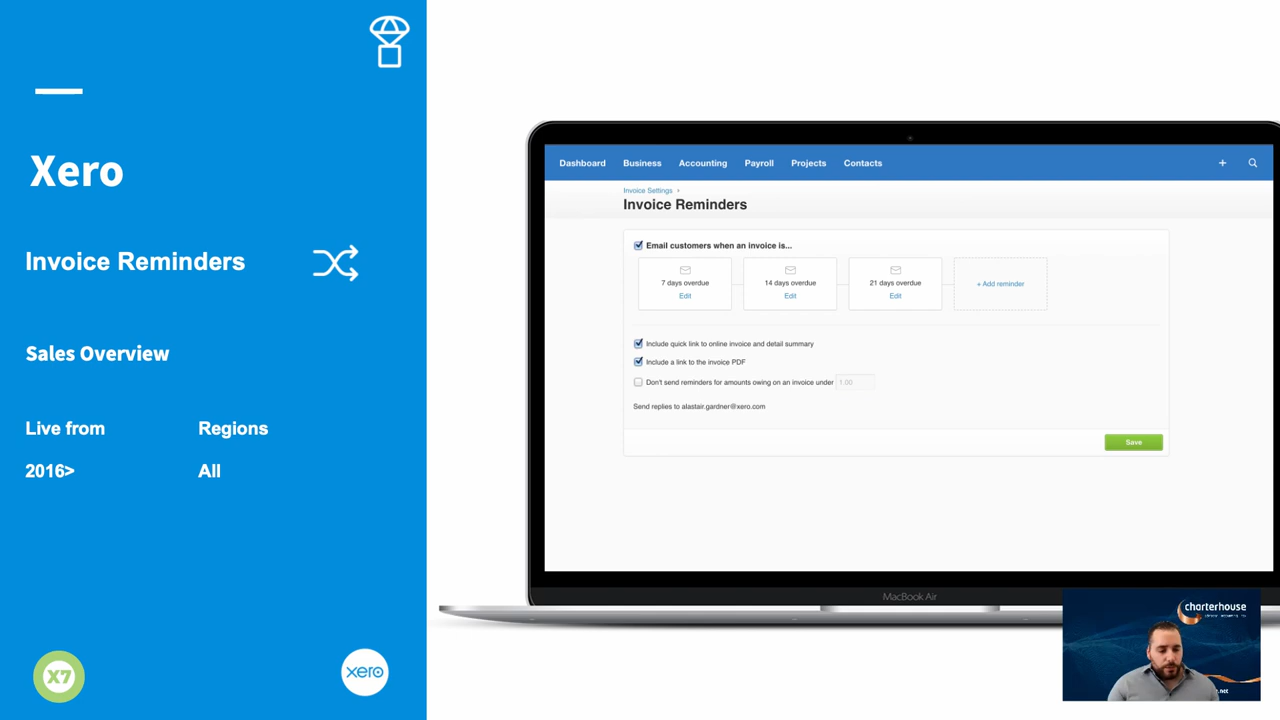 Xero
Invoice Reminders
Sales Overview
Live from Regions
2016> All
X7
xero
Dashboard Business Accounting Payroll Projects Contacts
Invoice Settings ›
Invoice Reminders
Email customers when an invoice is...
7 days overdue 14 days overdue 21 days overdue + Add reminder
Edit Edit Edit
Include quick link to online invoice and detail summary
Include a link to the invoice PDF
Don't send reminders for amounts owing on an invoice under 1.00
Send replies to alastair.gardner@xero.com
Save
MacBook Air
charterhouse
.net